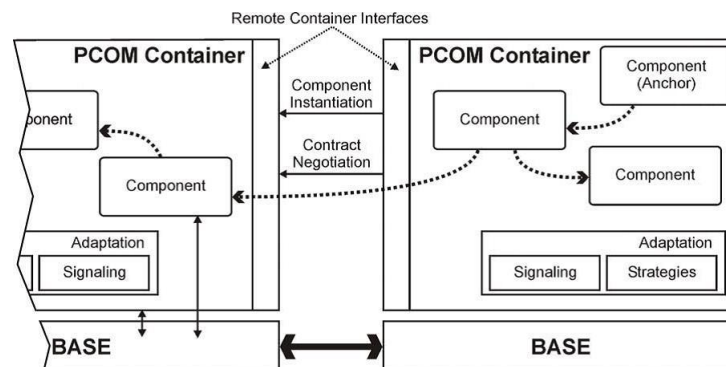 Remote Container Interfaces
PCOM Container
PCOM Container
Component
Instantiation
Component
(Anchor)
Component
Contract
Negotiation
Component
Component
Adaptation
Signaling
Adaptation
Signaling
Strategies
BASE
BASE